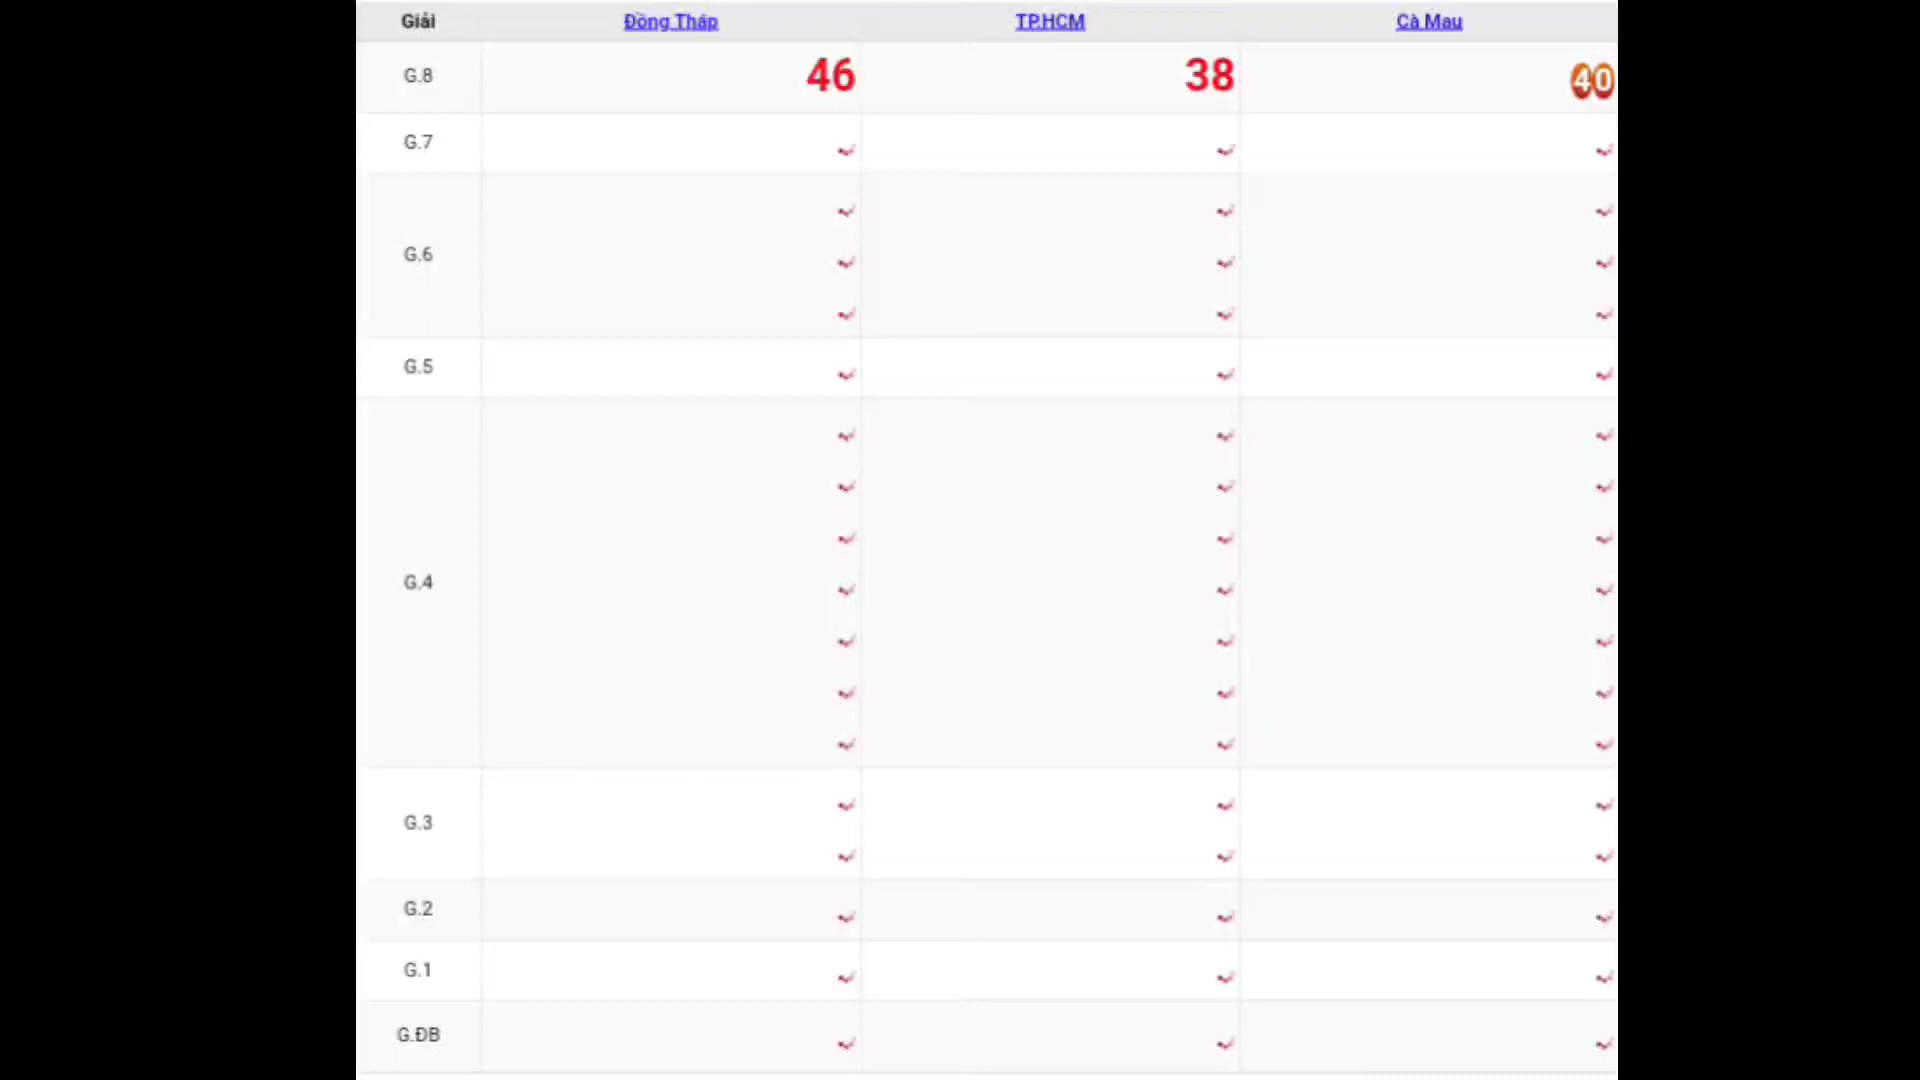 Giải Đồng Tháp TP.HCM Cà Mau
G.8 46 38 40
G.7
G.6
G.5
G.4
G.3
G.2
G.1
G.ĐB